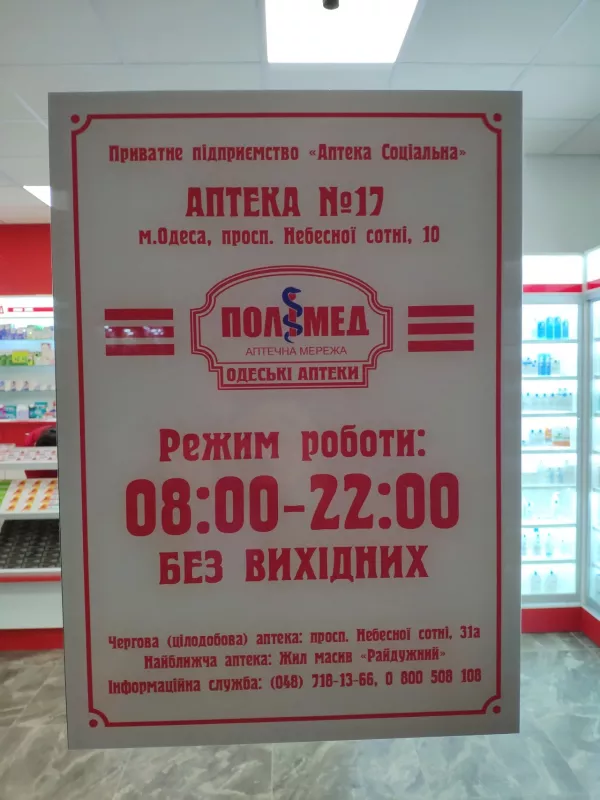 Приватне підприємство «Аптека Соціальна»
АПТЕКА №17
м.Одеса, просп. Небесної сотні, 10
ПОЛІМЕД
АПТЕЧНА МЕРЕЖА
ОДЕСЬКІ АПТЕКИ
Режим роботи:
08:00-22:00
БЕЗ ВИХІДНИХ
Чергова (цілодобова) аптека: просп. Небесної сотні, 31а
Найближча аптека: Жил масив «Райдужний»
Інформаційна служба: (048) 718-13-66, 0 800 508 108